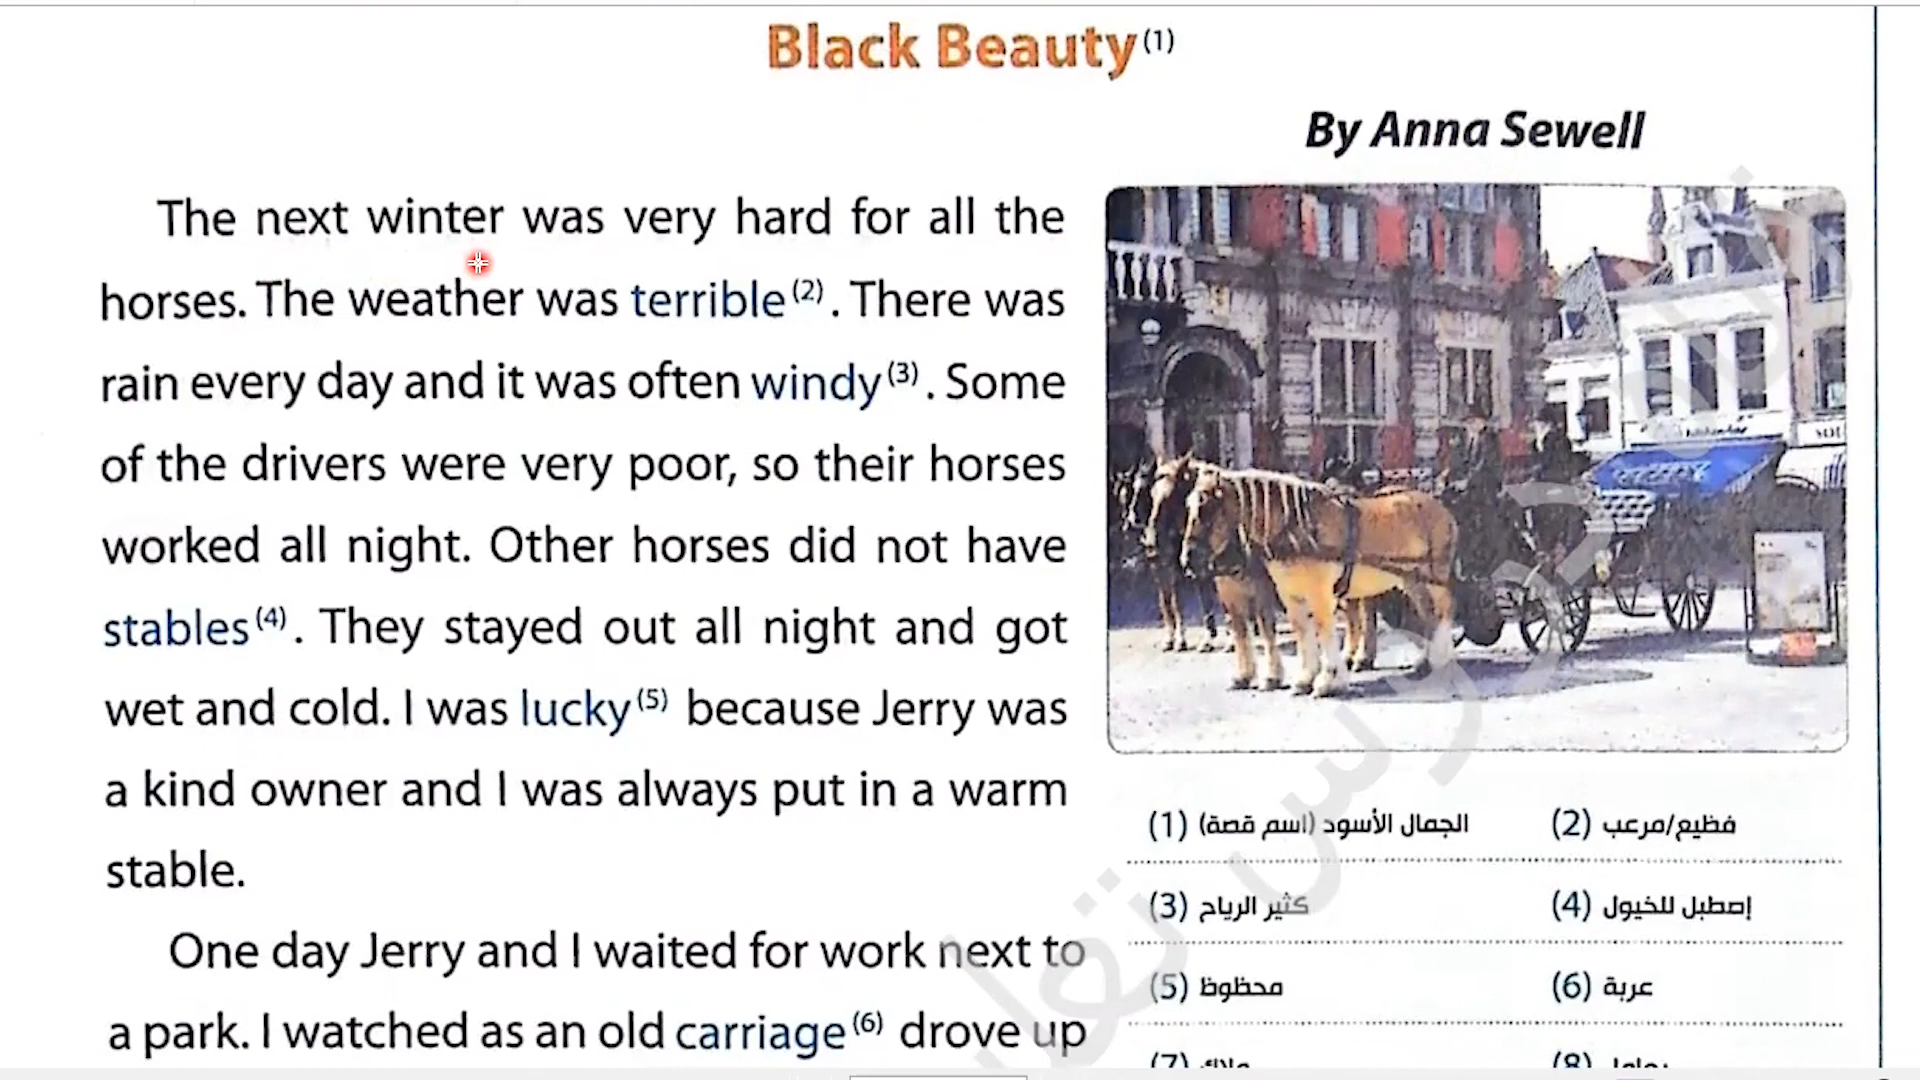 Black Beauty(1)
By Anna Sewell
The next winter was very hard for all the
horses. The weather was terrible(2). There was
rain every day and it was often windy(3). Some
of the drivers were very poor, so their horses
worked all night. Other horses did not have
stables(4). They stayed out all night and got
wet and cold. I was lucky(5) because Jerry was
a kind owner and I was always put in a warm
stable.
One day Jerry and I waited for work next to
a park. I watched as an old carriage(6) drove up
(1) الجمال الأسود (اسم قصة)
(2) فظيع/مرعب
(3) كثير الرياح
(4) إصطبل للخيول
(5) محظوظ
(6) عربة
(7)
(8)